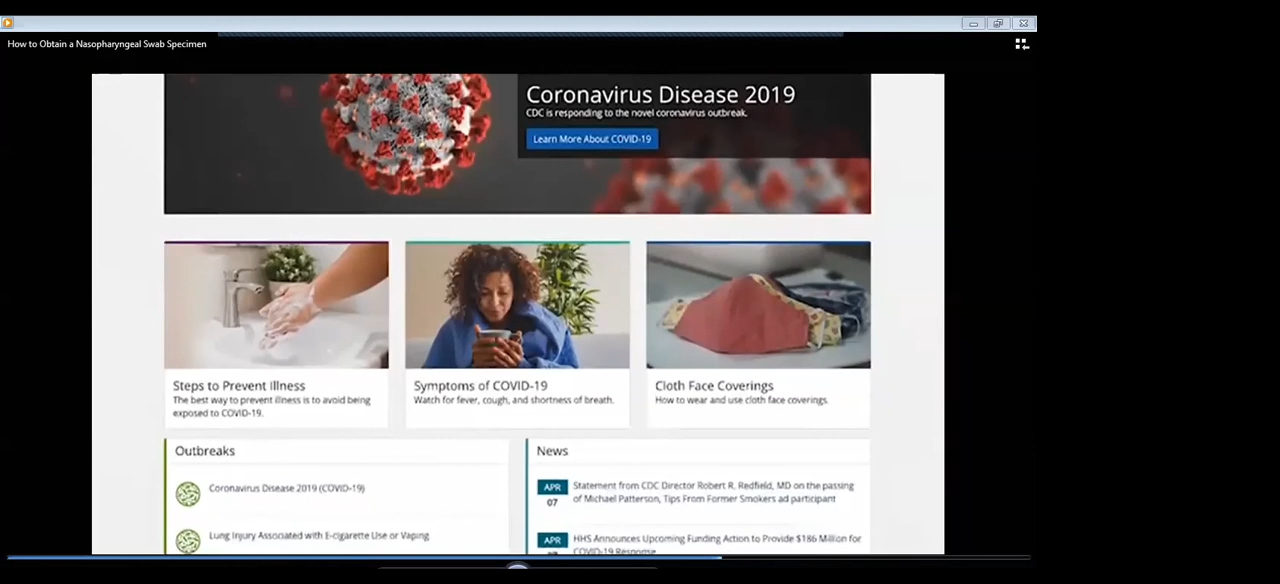 How to Obtain a Nasopharyngeal Swab Specimen
Coronavirus Disease 2019
CDC is responding to the novel coronavirus outbreak.
Learn More About COVID-19
Steps to Prevent Illness
The best way to prevent illness is to avoid being
exposed to COVID-19.
Symptoms of COVID-19
Watch for fever, cough, and shortness of breath.
Cloth Face Coverings
How to wear and use cloth face coverings.
Outbreaks
Coronavirus Disease 2019 (COVID-19)
Lung Injury Associated with E-cigarette Use or Vaping
News
APR
07
Statement from CDC Director Robert R. Redfield, MD on the passing
of Michael Patterson, Tips From Former Smokers ad participant
APR
HHS Announces Upcoming Funding Action to Provide $186 Million for
COVID-19 Response